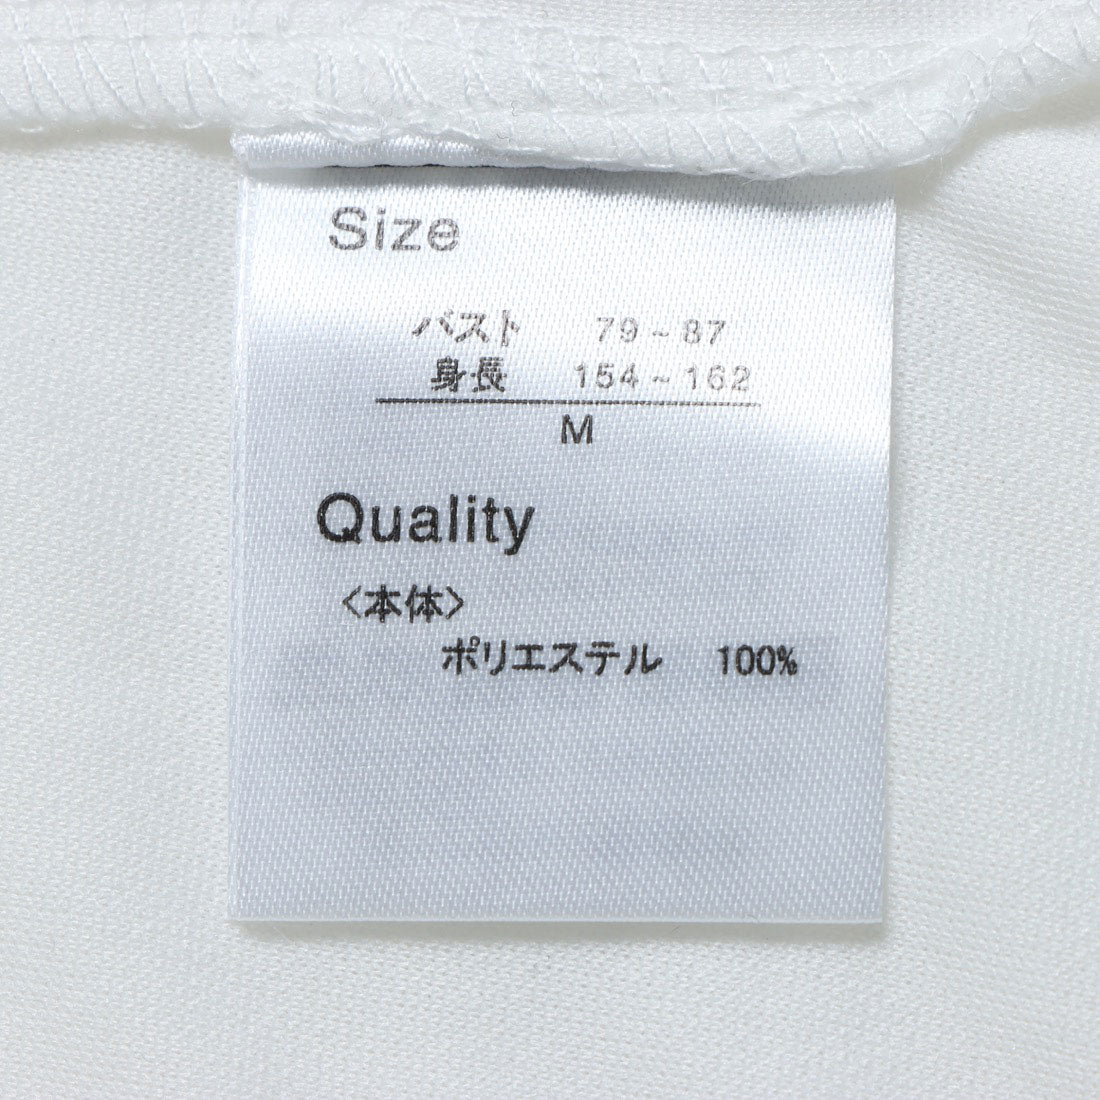 Size
バスト 79~87
身長 154~162
M
Quality
〈本体〉
ポリエステル 100%